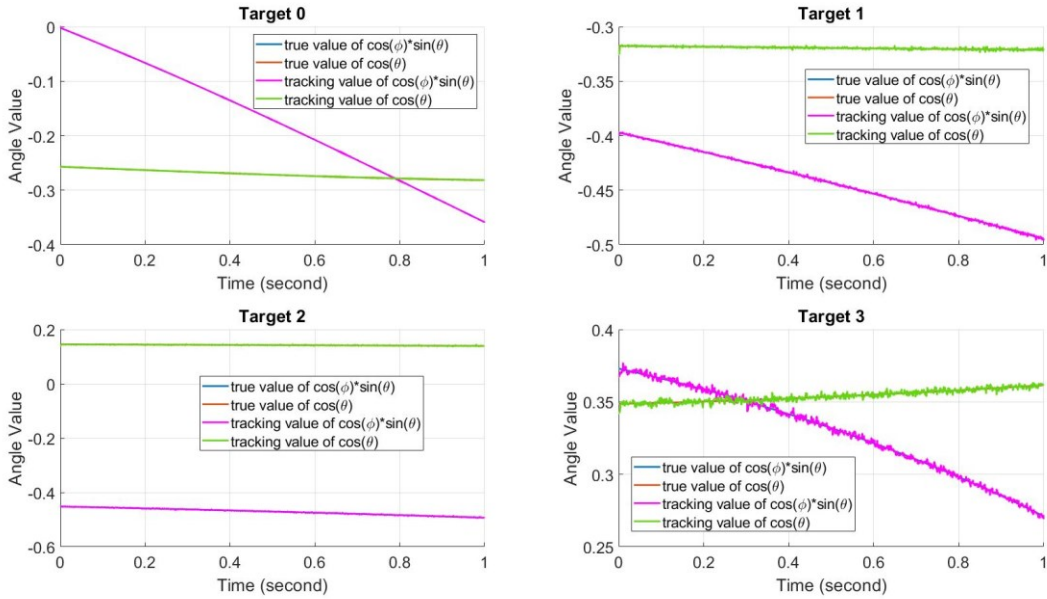 Target 0
0
-0.1
-0.2
-0.3
-0.4
Angle Value
true value of cos(ϕ)*sin(θ)
true value of cos(θ)
tracking value of cos(ϕ)*sin(θ)
tracking value of cos(θ)
0 0.2 0.4 0.6 0.8 1
Time (second)
Target 1
-0.3
-0.35
-0.4
-0.45
-0.5
Angle Value
true value of cos(ϕ)*sin(θ)
true value of cos(θ)
tracking value of cos(ϕ)*sin(θ)
tracking value of cos(θ)
0 0.2 0.4 0.6 0.8 1
Time (second)
Target 2
0.2
0
-0.2
-0.4
-0.6
Angle Value
true value of cos(ϕ)*sin(θ)
true value of cos(θ)
tracking value of cos(ϕ)*sin(θ)
tracking value of cos(θ)
0 0.2 0.4 0.6 0.8 1
Time (second)
Target 3
0.4
0.35
0.3
0.25
Angle Value
true value of cos(ϕ)*sin(θ)
true value of cos(θ)
tracking value of cos(ϕ)*sin(θ)
tracking value of cos(θ)
0 0.2 0.4 0.6 0.8 1
Time (second)